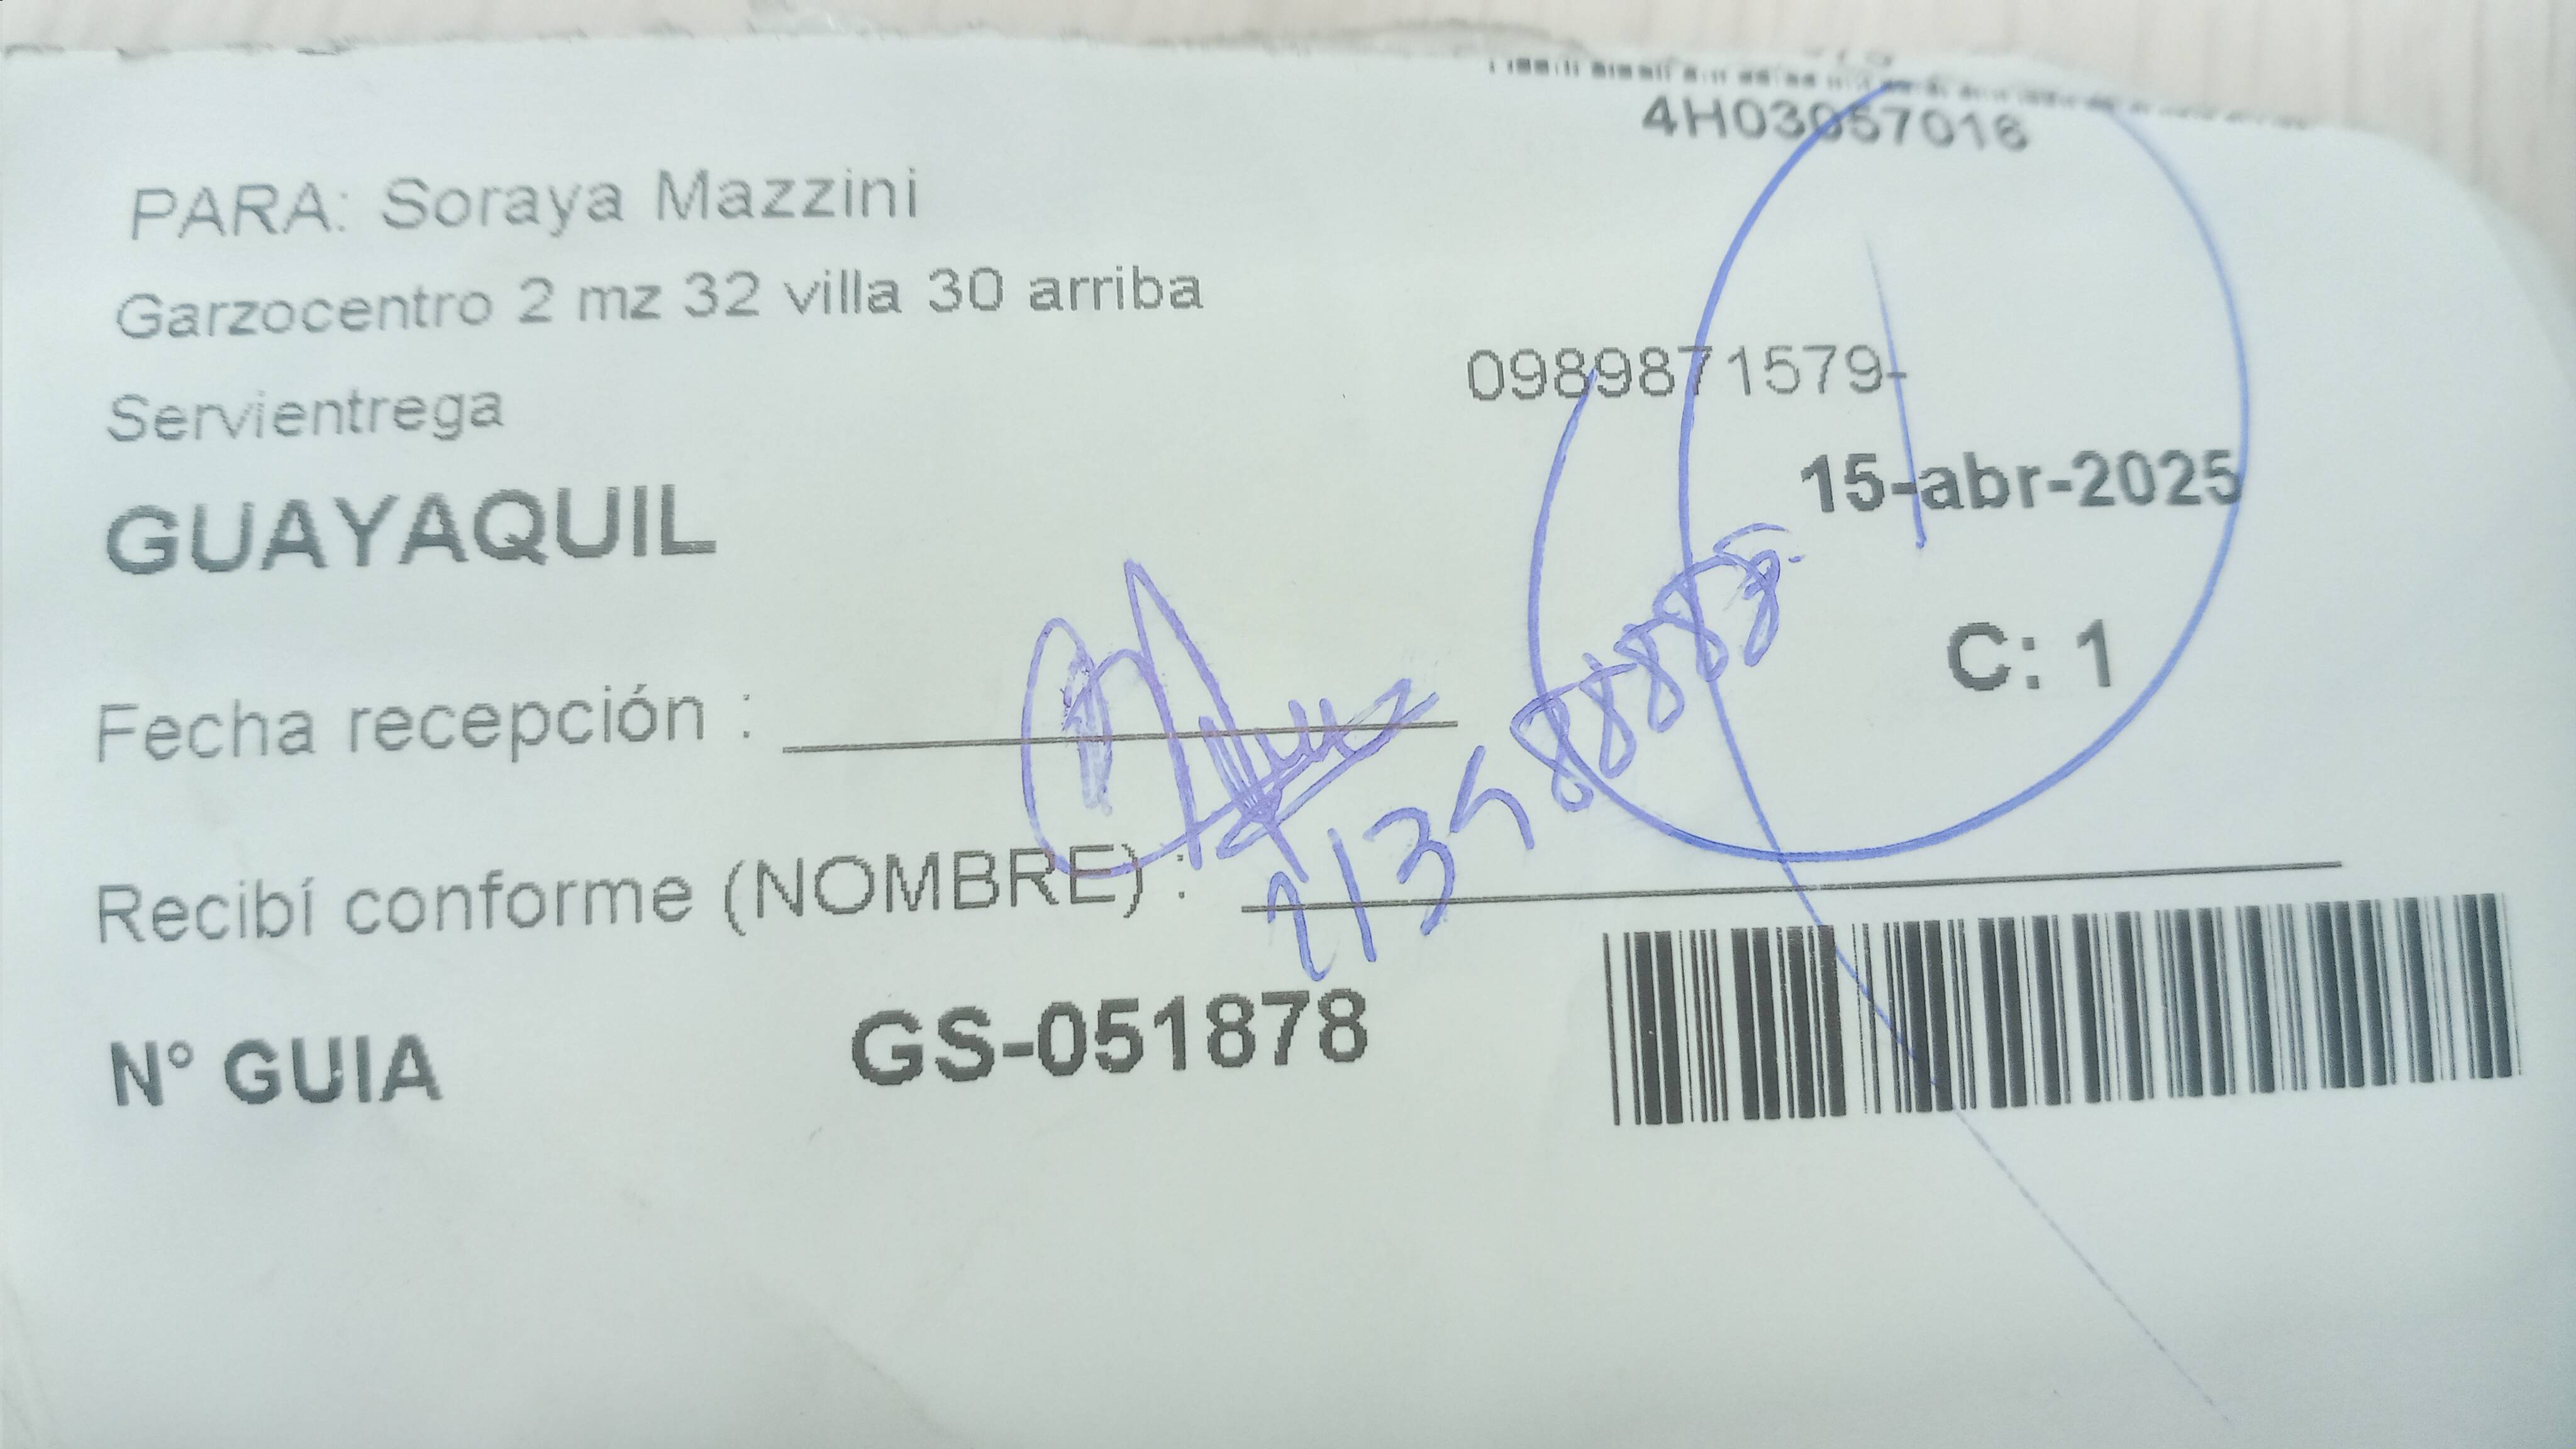 4H03057016
PARA: Soraya Mazzini
Garzocentro 2 mz 32 villa 30 arriba
0989871579-
Servientrega
15-abr-2025
GUAYAQUIL
C: 1
Fecha recepción :
Recibí conforme (NOMBRE) :
N° GUIA GS-051878